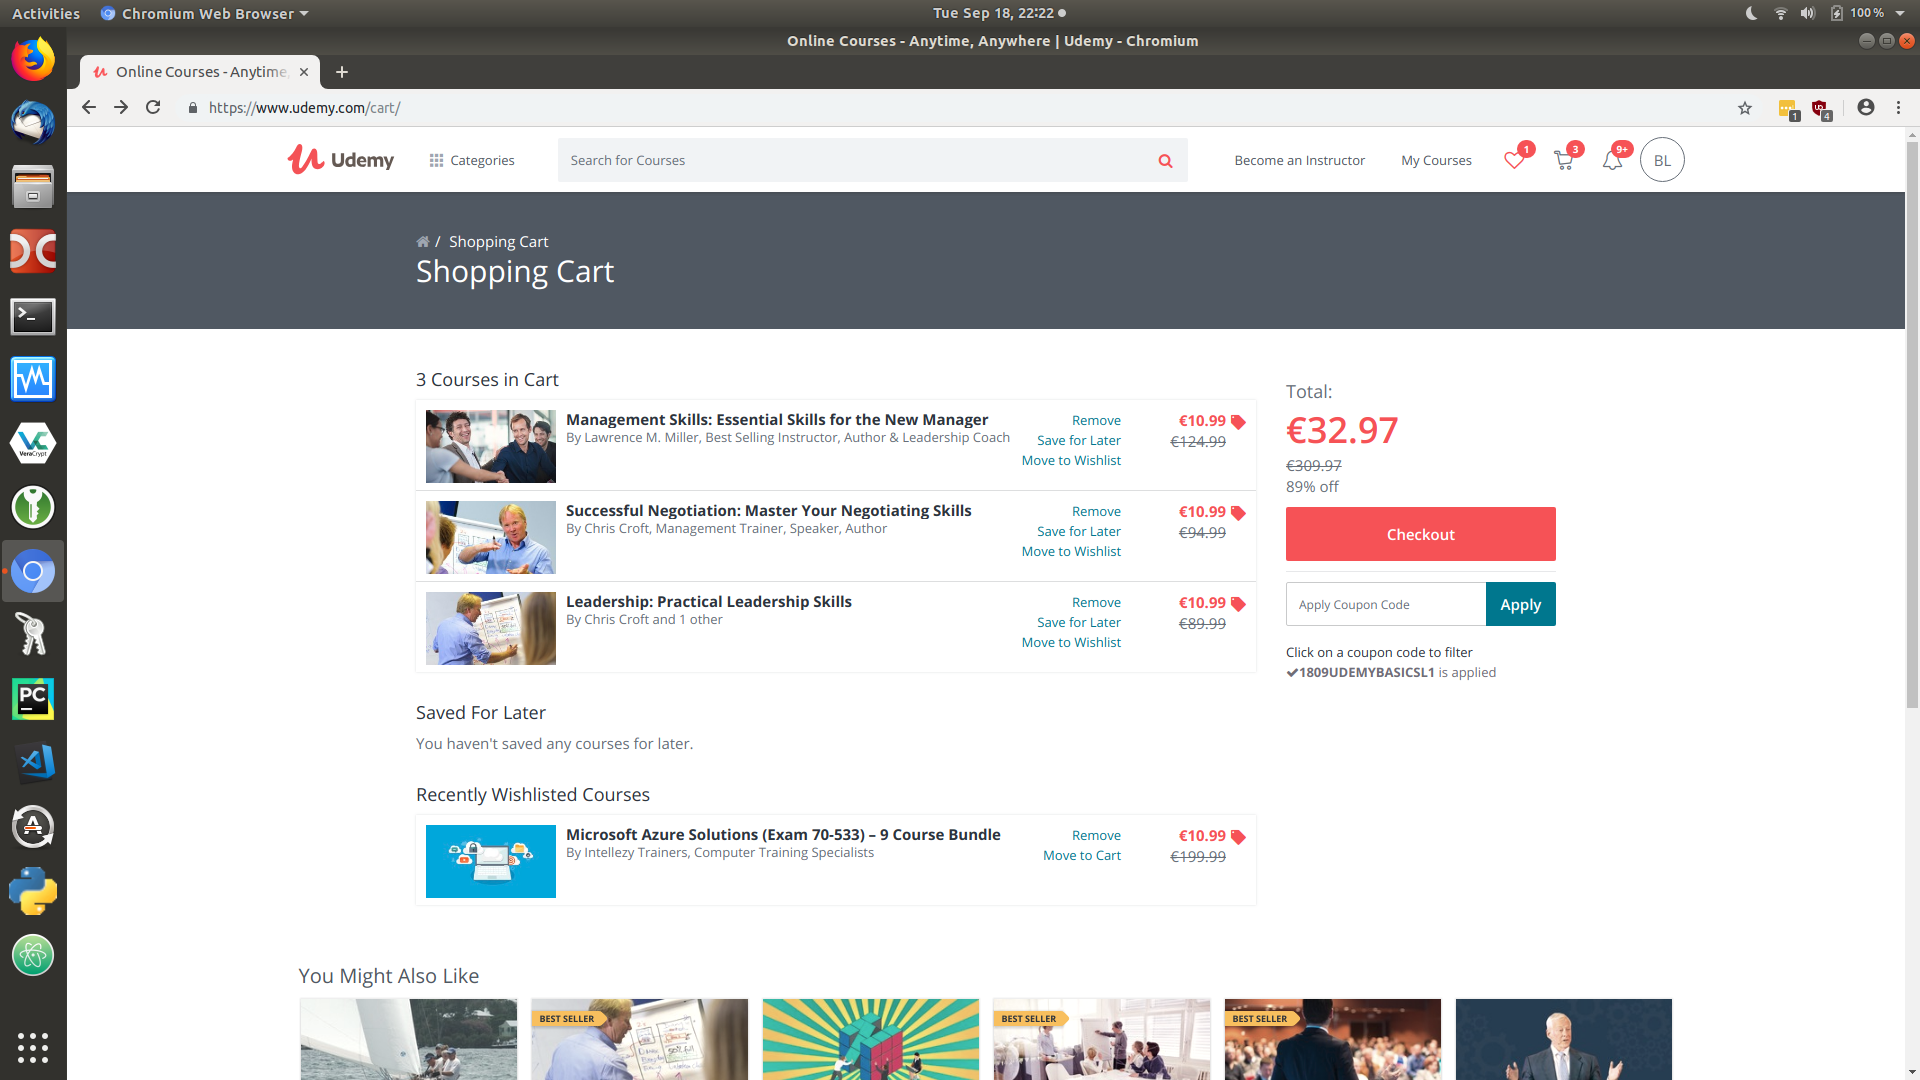 Activities
Chromium Web Browser
Tue Sep 18, 22:22
100 %
Online Courses - Anytime, Anywhere | Udemy - Chromium
Online Courses - Anytime,
https://www.udemy.com/cart/
1
4
Udemy
Categories
Search for Courses
Become an Instructor
My Courses
1
3
9+
BL
/ Shopping Cart
Shopping Cart
3 Courses in Cart
Management Skills: Essential Skills for the New Manager
By Lawrence M. Miller, Best Selling Instructor, Author & Leadership Coach
Remove
Save for Later
Move to Wishlist
€10.99
€124.99
Successful Negotiation: Master Your Negotiating Skills
By Chris Croft, Management Trainer, Speaker, Author
Remove
Save for Later
Move to Wishlist
€10.99
€94.99
Leadership: Practical Leadership Skills
By Chris Croft and 1 other
Remove
Save for Later
Move to Wishlist
€10.99
€89.99
Total:
€32.97
€309.97
89% off
Checkout
Apply Coupon Code
Apply
Click on a coupon code to filter
1809UDEMYBASICSL1 is applied
Saved For Later
You haven't saved any courses for later.
Recently Wishlisted Courses
Microsoft Azure Solutions (Exam 70-533) – 9 Course Bundle
By Intellezy Trainers, Computer Training Specialists
Remove
Move to Cart
€10.99
€199.99
You Might Also Like
BEST SELLER
BEST SELLER
BEST SELLER
VC
VeraCrypt
PC